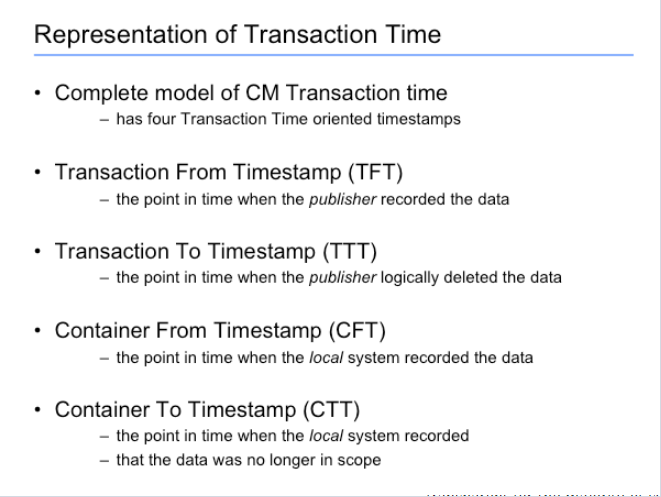 Representation of Transaction Time
• Complete model of CM Transaction time
– has four Transaction Time oriented timestamps
• Transaction From Timestamp (TFT)
– the point in time when the publisher recorded the data
• Transaction To Timestamp (TTT)
– the point in time when the publisher logically deleted the data
• Container From Timestamp (CFT)
– the point in time when the local system recorded the data
• Container To Timestamp (CTT)
– the point in time when the local system recorded
– that the data was no longer in scope